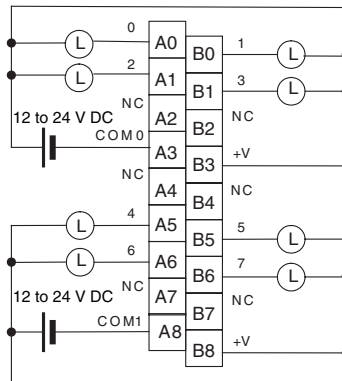 0
L A0 B0 1 L
2
L A1 B1 3 L
NC A2 B2 NC
12 to 24 V DC
COM0 A3 B3 +V
NC A4 B4 NC
4
L A5 B5 5 L
6
L A6 B6 7 L
NC A7 B7 NC
12 to 24 V DC
COM1 A8 B8 +V